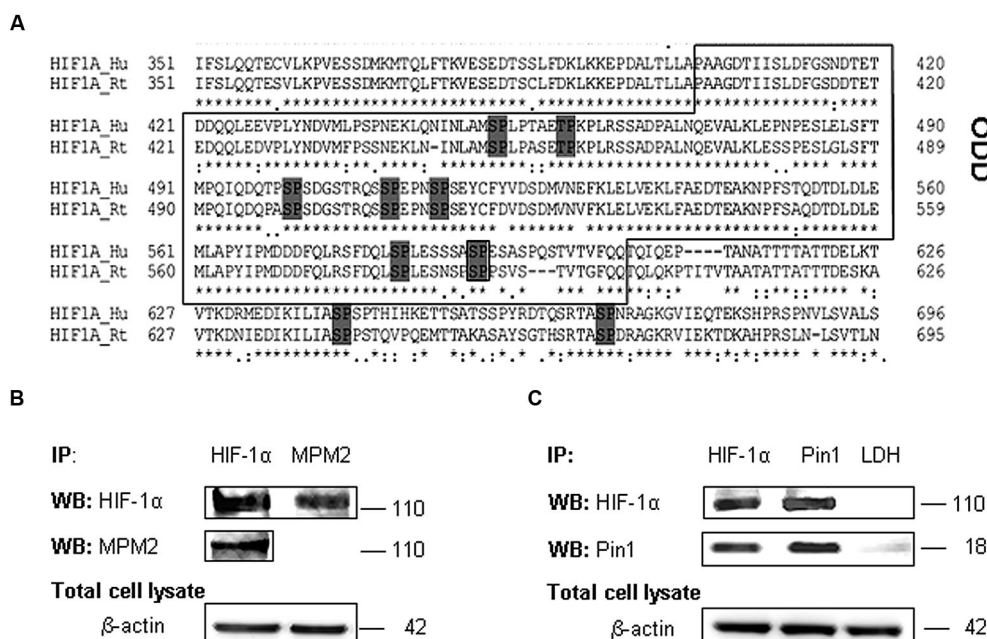 A
HIF1A_Hu 351 IFSLQQTECVLKPVESSDMKMTQLFTKVESEDTSSLFDKLKKEPDALTLLAPAAGDTIISLDFGSNDTET 420
HIF1A_Rt 351 IFSLQQTESVLKPVESSDMKMTQLFTKVESEDTSCLFDKLKKEPDALTLLAPAAGDTIISLDFGSDDTET 420
HIF1A_Hu 421 DDQQLEEVPLYNDVMLPSPNEKLQNINLAMSPLPTAETPKPLRSSADPALNQEVALKLEPNPESLELSFT 490
HIF1A_Rt 421 EDQQLEDVPLYNDVMFPSSNEKLN-INLAMSPLPASETPKPLRSSADPALNQEVALKLESSPESLGLSFT 489
ODD
HIF1A_Hu 491 MPQIQDQTPSPSDGSTRQSSPEPNSPSEYCFYVDSDMVNEFKLELVEKLFAEDTEAKNPFSTQDTDLDLE 560
HIF1A_Rt 490 MPQIQDQPASPSDGSTRQSSPEPNSPSEYCFDVDSDMVNVFKLELVEKLFAEDTEAKNPFSAQDTDLDLE 559
HIF1A_Hu 561 MLAPYIPMDDDFQLRSFDQLSPLESSSASPESASPQSTVTVFQQTQIQEP----TANATTTTATTDELKT 626
HIF1A_Rt 560 MLAPYIPMDDDFQLRSFDQLSPLESNSPSPPSVS---TVTGFQQTQLQKPTITVTAATATTTATTDESKA 626
HIF1A_Hu 627 VTKDRMEDIKILIASPSPTHIHKETTSATSSPYRDTQSRTASPNRAGKGVIEQTEKSHPRSPNVLSVALS 696
HIF1A_Rt 627 VTKDNIEDIKILIASPPSTQVPQEMTTAKASAYSGTHSRTASPDRAGKRVIEKTDKAHPRSLN-LSVTLN 695
B
IP: HIF-1α MPM2
WB: HIF-1α 110
WB: MPM2 110
Total cell lysate
β-actin 42
C
IP: HIF-1α Pin1 LDH
WB: HIF-1α 110
WB: Pin1 18
Total cell lysate
β-actin 42